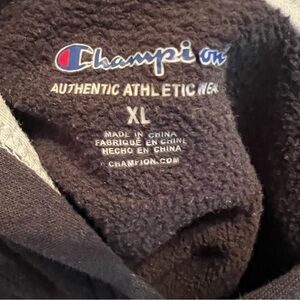 Champion
AUTHENTIC ATHLETIC WEAR
XL
MADE IN CHINA
FABRIQUÉ EN CHINE
HECHO EN CHINA
CHAMPION.COM